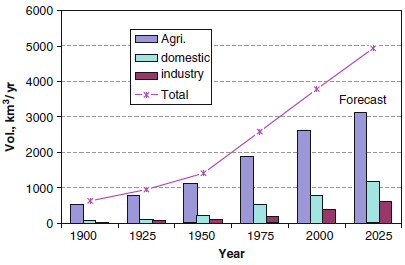 6000
5000
4000
3000
2000
1000
0
Vol., km³/ yr
Agri.
domestic
industry
Total
Forecast
1900 1925 1950 1975 2000 2025
Year